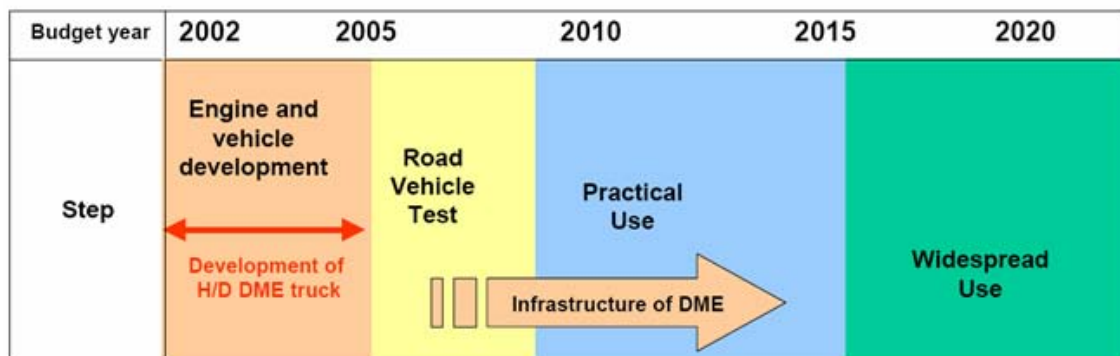 Budget year 2002 2005 2010 2015 2020
Step
Engine and
vehicle
development
Development of
H/D DME truck
Road
Vehicle
Test
Practical
Use
Infrastructure of DME
Widespread
Use